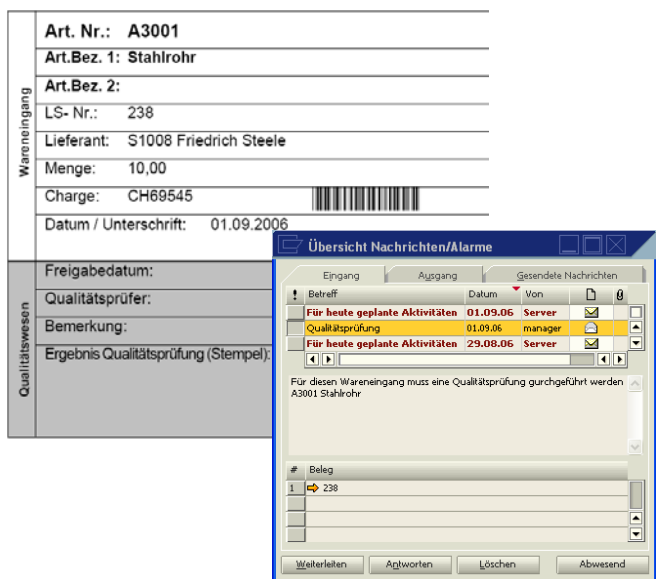 Wareneingang
Art. Nr.: A3001
Art.Bez. 1: Stahlrohr
Art.Bez. 2:
LS- Nr.: 238
Lieferant: S1008 Friedrich Steele
Menge: 10,00
Charge: CH69545
Datum / Unterschrift: 01.09.2006
Qualitätswesen
Freigabedatum:
Qualitätsprüfer:
Bemerkung:
Ergebnis Qualitätsprüfung (Stempel):
Übersicht Nachrichten/Alarme
Eingang Ausgang Gesendete Nachrichten
! Betreff Datum Von
Für heute geplante Aktivitäten 01.09.06 Server
Qualitätsprüfung 01.09.06 manager
Für heute geplante Aktivitäten 29.08.06 Server
Für diesen Wareneingang muss eine Qualitätsprüfung gurchgeführt werden
A3001 Stahlrohr
# Beleg
1 238
Weiterleiten Antworten Löschen Abwesend